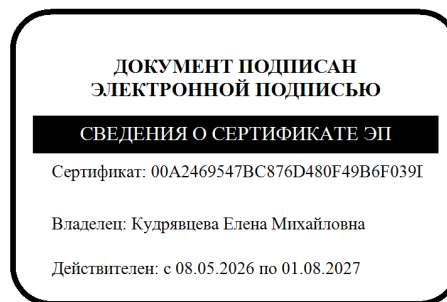 ДОКУМЕНТ ПОДПИСАН
ЭЛЕКТРОННОЙ ПОДПИСЬЮ
СВЕДЕНИЯ О СЕРТИФИКАТЕ ЭП
Сертификат: 00A2469547BC876D480F49B6F039I
Владелец: Кудрявцева Елена Михайловна
Действителен: с 08.05.2026 по 01.08.2027